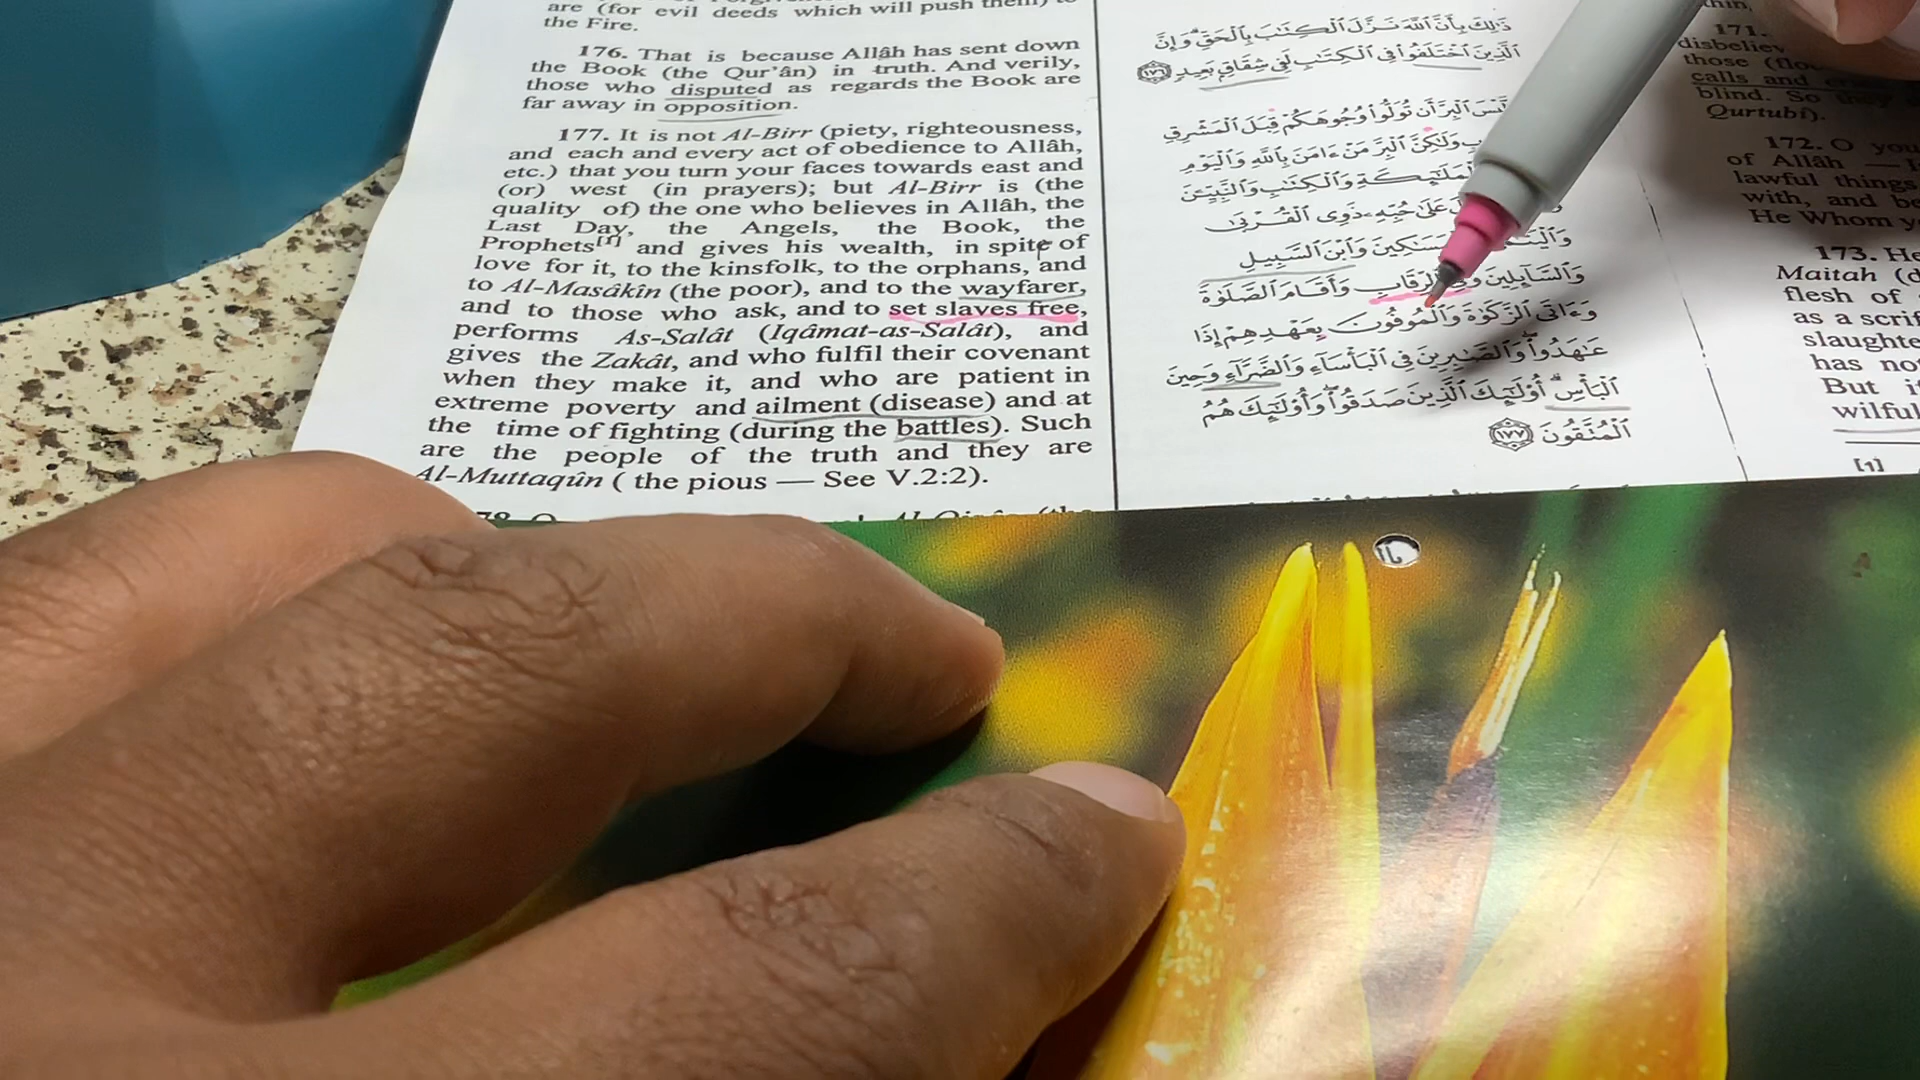 are (for evil deeds which will push them) to
the Fire.
176. That is because Allâh has sent down
the Book (the Qur'ân) in truth. And verily,
those who disputed as regards the Book are
far away in opposition.
177. It is not Al-Birr (piety, righteousness,
and each and every act of obedience to Allâh,
etc.) that you turn your faces towards east and
(or) west (in prayers); but Al-Birr is (the
quality of) the one who believes in Allâh, the
Last Day, the Angels, the Book, the
Prophets[1] and gives his wealth, in spite of
love for it, to the kinsfolk, to the orphans, and
to Al-Masâkîn (the poor), and to the wayfarer,
and to those who ask, and to set slaves free,
performs As-Salât (Iqâmat-as-Salât), and
gives the Zakât, and who fulfil their covenant
when they make it, and who are patient in
extreme poverty and ailment (disease) and at
the time of fighting (during the battles). Such
are the people of the truth and they are
Al-Muttaqûn ( the pious — See V.2:2).
ذَٰلِكَ بِأَنَّ ٱللَّهَ نَزَّلَ ٱلْكِتَـٰبَ بِٱلْحَقِّ وَإِنَّ
ٱلَّذِينَ ٱخْتَلَفُوا۟ فِى ٱلْكِتَـٰبِ لَفِى شِقَاقٍۭ بَعِيدٍ ١٧٦
ٱلْبِرَّ أَن تُوَلُّوا۟ وُجُوهَكُمْ قِبَلَ ٱلْمَشْرِقِ
وَلَـٰكِنَّ ٱلْبِرَّ مَنْ ءَامَنَ بِٱللَّهِ وَٱلْيَوْمِ
وَٱلْكِتَـٰبِ وَٱلنَّبِيِّـۧنَ
عَلَىٰ حُبِّهِۦ ذَوِى ٱلْقُرْبَىٰ
وَٱبْنَ ٱلسَّبِيلِ
وَٱلسَّآئِلِينَ وَفِى ٱلرِّقَابِ وَأَقَامَ ٱلصَّلَوٰةَ
وَءَاتَى ٱلزَّكَوٰةَ وَٱلْمُوفُونَ بِعَهْدِهِمْ إِذَا
عَـٰهَدُوا۟ وَٱلصَّـٰبِرِينَ فِى ٱلْبَأْسَآءِ وَٱلضَّرَّآءِ وَحِينَ
ٱلْبَأْسِ أُو۟لَـٰٓئِكَ ٱلَّذِينَ صَدَقُوا۟ وَأُو۟لَـٰٓئِكَ هُمُ
ٱلْمُتَّقُونَ ١٧٧
171.
those
calls and
blind. So they
Qurtubi).
172. O you
of Allâh —
lawful things
with, and
He Whom
173. He
Maitah
flesh of
as a
has
But
[1]